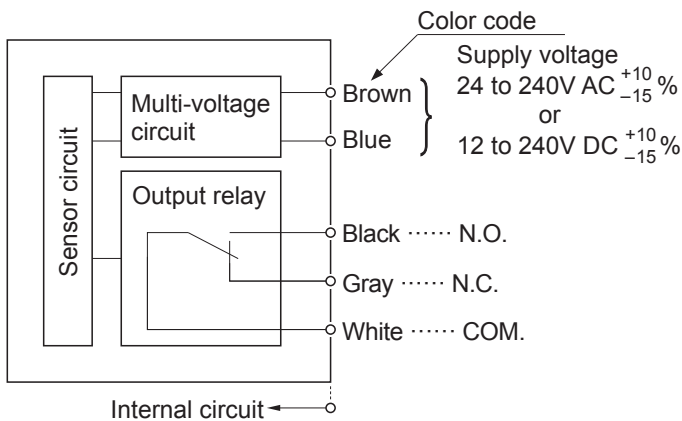 Color code
Supply voltage
24 to 240V AC +10 −15 %
or
12 to 240V DC +10 −15 %
Brown
Blue
Multi-voltage
circuit
Sensor circuit
Output relay
Black ······ N.O.
Gray ······ N.C.
White ······ COM.
Internal circuit